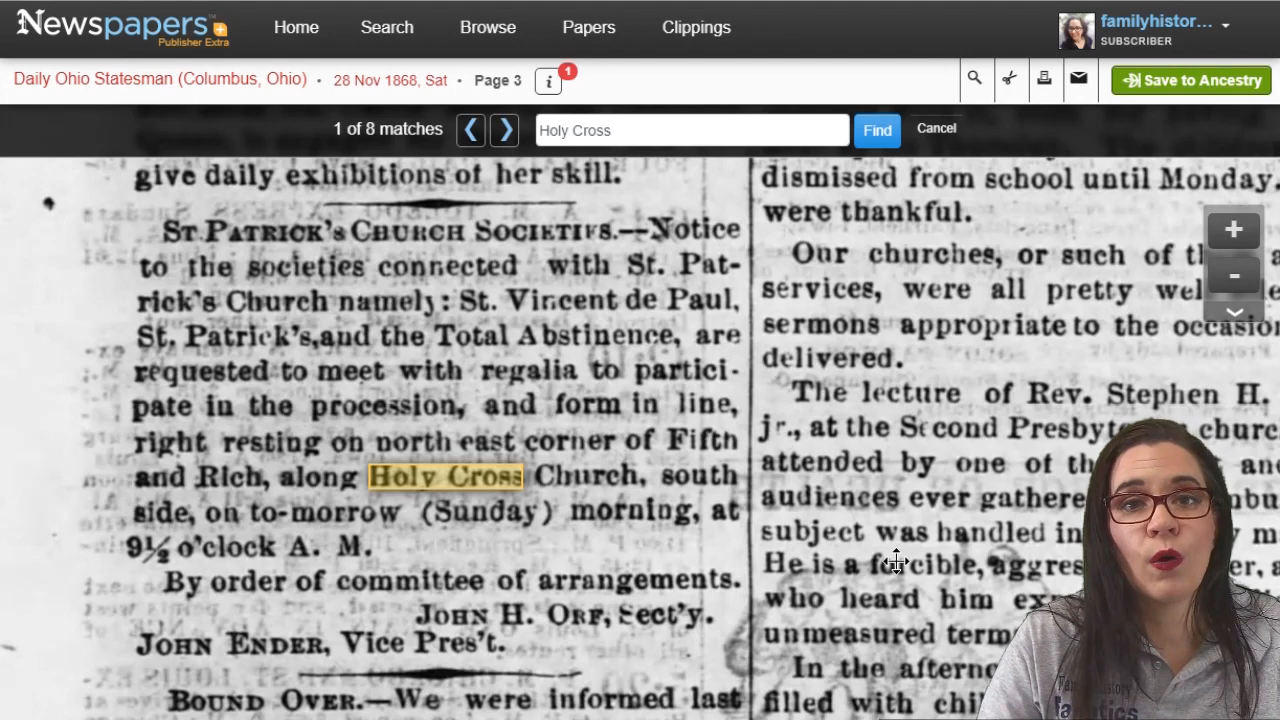 Newspapers™
Publisher Extra
Home
Search
Browse
Papers
Clippings
familyhistor...
SUBSCRIBER
Daily Ohio Statesman (Columbus, Ohio) • 28 Nov 1868, Sat • Page 3
i
1
Save to Ancestry
1 of 8 matches
Holy Cross
Find
Cancel
give daily exhibitions of her skill.
ST. PATRICK'S CHURCH SOCIETIES.—Notice
to the societies connected with St. Pat-
rick's Church namely: St. Vincent de Paul,
St. Patrick's, and the Total Abstinence, are
requested to meet with regalia to partici-
pate in the procession, and form in line,
right resting on north east corner of Fifth
and Rich, along Holy Cross Church, south
side, on to-morrow (Sunday) morning, at
9½ o'clock A. M.
By order of committee of arrangements.
JOHN H. ORF, Sect'y.
JOHN ENDER, Vice Pres't.
BOUND OVER.—We were informed last
dismissed from school until Monday.
were thankful.
Our churches, or such of
services, were all pretty
sermons appropriate to the occasion
delivered.
The lecture of Rev. Stephen H.
jr., at the Second church
attended by one of
audiences ever
subject was handled in
He is a forcible,
who heard him
unmeasured
In the
filled with
+
-